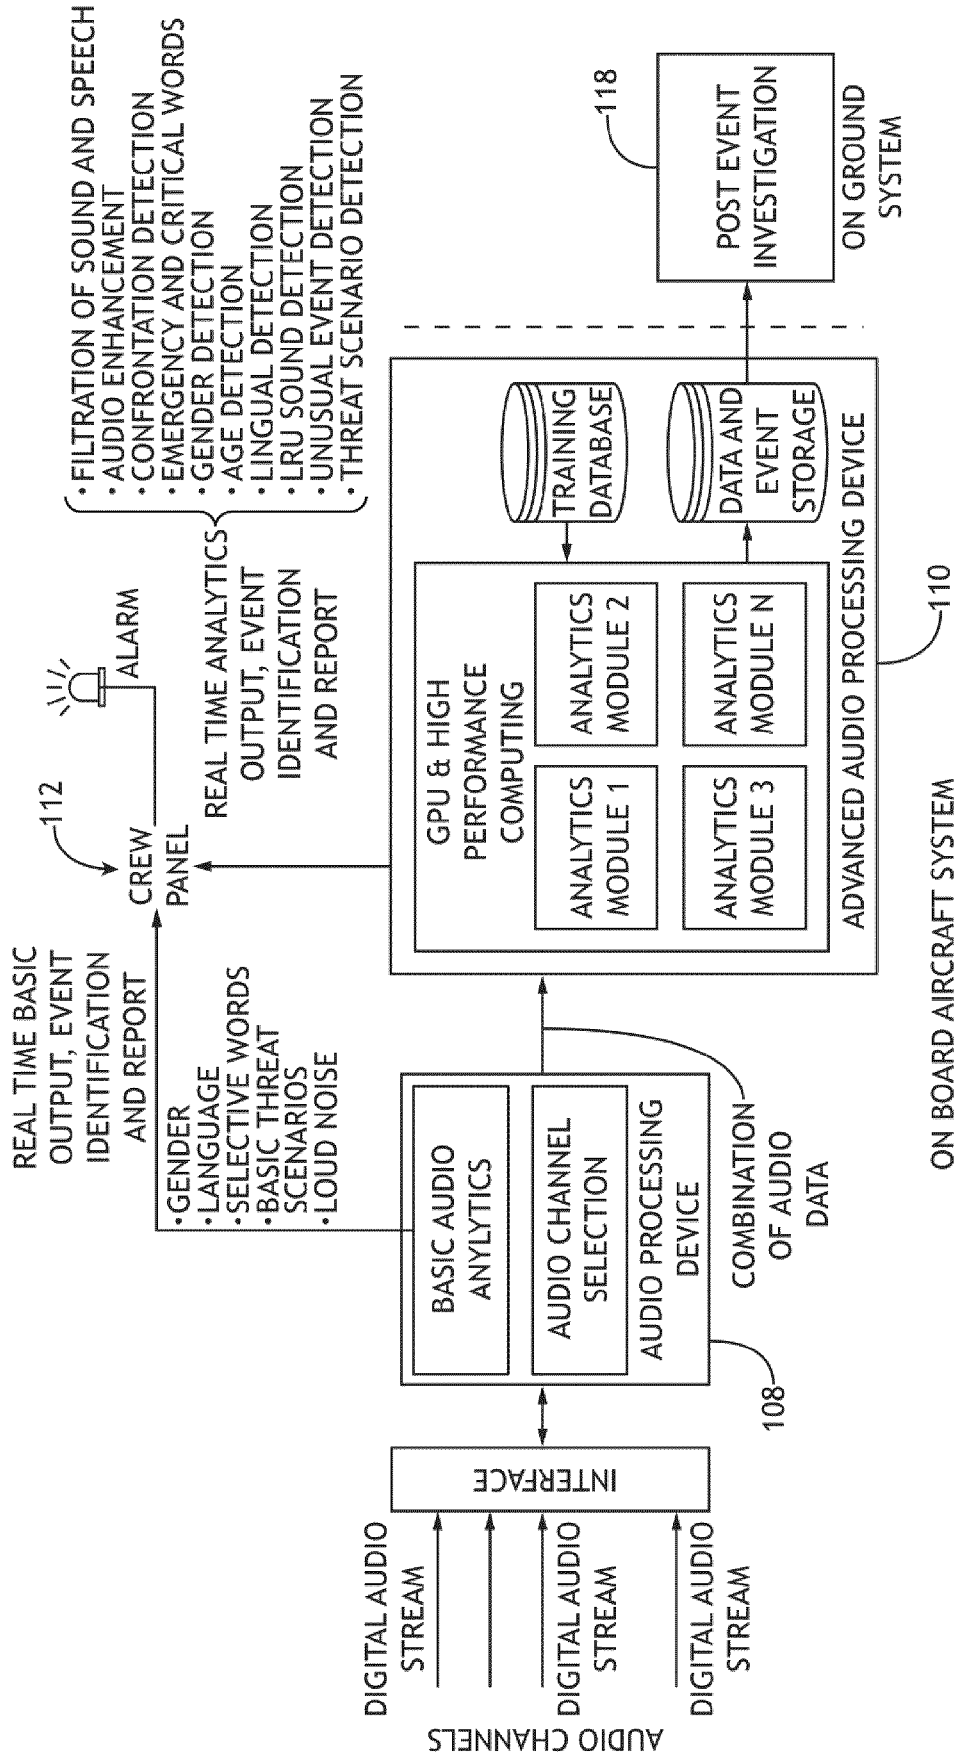 AUDIO CHANNELS
DIGITAL AUDIO
STREAM
DIGITAL AUDIO
STREAM
DIGITAL AUDIO
STREAM
INTERFACE
BASIC AUDIO
ANYLYTICS
AUDIO CHANNEL
SELECTION
AUDIO PROCESSING
DEVICE
108
REAL TIME BASIC
OUTPUT, EVENT
IDENTIFICATION
AND REPORT
• GENDER
• LANGUAGE
• SELECTIVE WORDS
• BASIC THREAT
SCENARIOS
• LOUD NOISE
COMBINATION
OF AUDIO
DATA
112
CREW
PANEL
ALARM
REAL TIME ANALYTICS
OUTPUT, EVENT
IDENTIFICATION
AND REPORT
• FILTRATION OF SOUND AND SPEECH
• AUDIO ENHANCEMENT
• CONFRONTATION DETECTION
• EMERGENCY AND CRITICAL WORDS
• GENDER DETECTION
• AGE DETECTION
• LINGUAL DETECTION
• LRU SOUND DETECTION
• UNUSUAL EVENT DETECTION
• THREAT SCENARIO DETECTION
GPU & HIGH
PERFORMANCE
COMPUTING
ANALYTICS
MODULE 1
ANALYTICS
MODULE 2
ANALYTICS
MODULE 3
ANALYTICS
MODULE N
TRAINING
DATABASE
DATA AND
EVENT
STORAGE
ADVANCED AUDIO PROCESSING DEVICE
110
ON BOARD AIRCRAFT SYSTEM
118
POST EVENT
INVESTIGATION
ON GROUND
SYSTEM